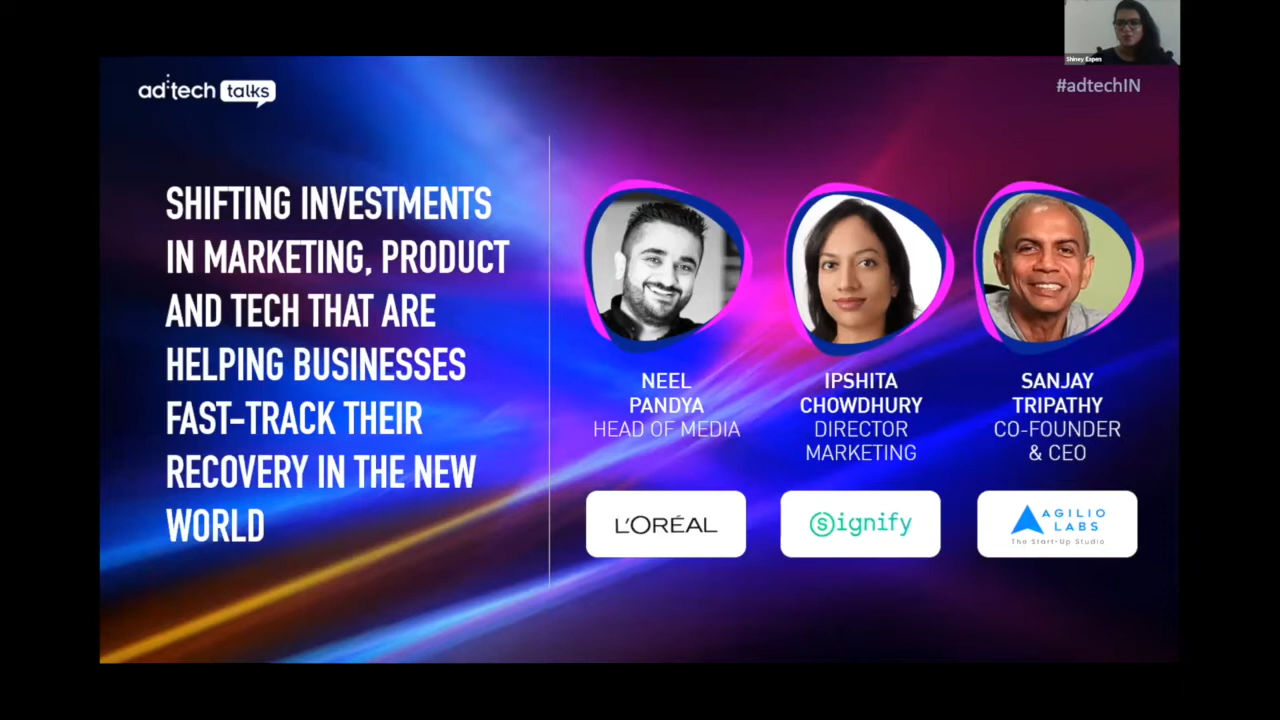 Shiney Eapen
ad:tech talks
#adtechIN
SHIFTING INVESTMENTS
IN MARKETING, PRODUCT
AND TECH THAT ARE
HELPING BUSINESSES
FAST-TRACK THEIR
RECOVERY IN THE NEW
WORLD
NEEL
PANDYA
HEAD OF MEDIA
IPSHITA
CHOWDHURY
DIRECTOR
MARKETING
SANJAY
TRIPATHY
CO-FOUNDER
& CEO
L'ORÉAL
Signify
AGILIO
LABS
The Start-Up Studio